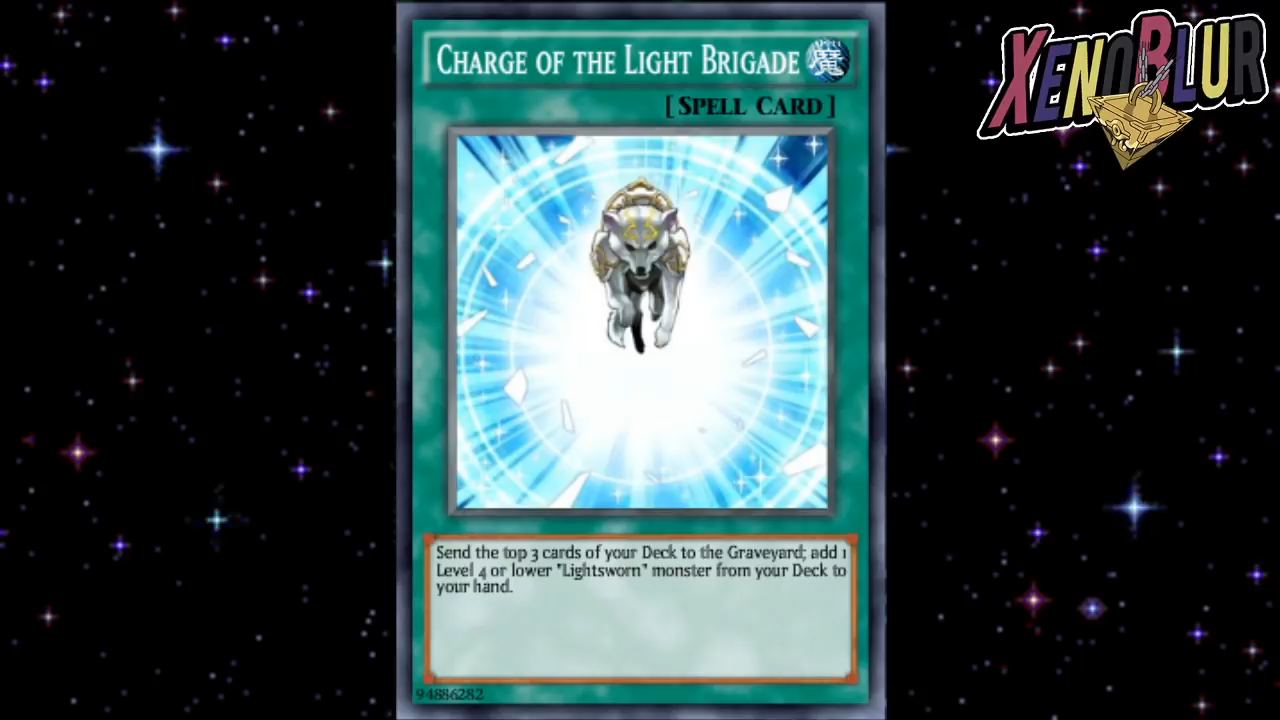 CHARGE OF THE LIGHT BRIGADE 魔
[ SPELL CARD ]
XENOBLUR
Send the top 3 cards of your Deck to the Graveyard; add 1
Level 4 or lower "Lightsworn" monster from your Deck to
your hand.
94886282